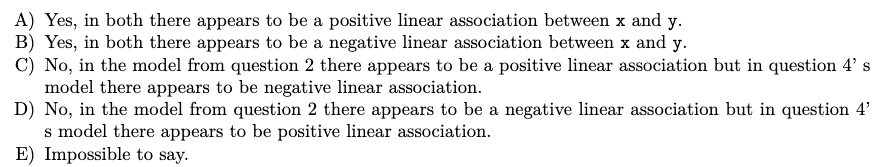 A) Yes, in both there appears to be a positive linear association between x and y.
B) Yes, in both there appears to be a negative linear association between x and y.
C) No, in the model from question 2 there appears to be a positive linear association but in question 4’ s
model there appears to be negative linear association.
D) No, in the model from question 2 there appears to be a negative linear association but in question 4’
s model there appears to be positive linear association.
E) Impossible to say.